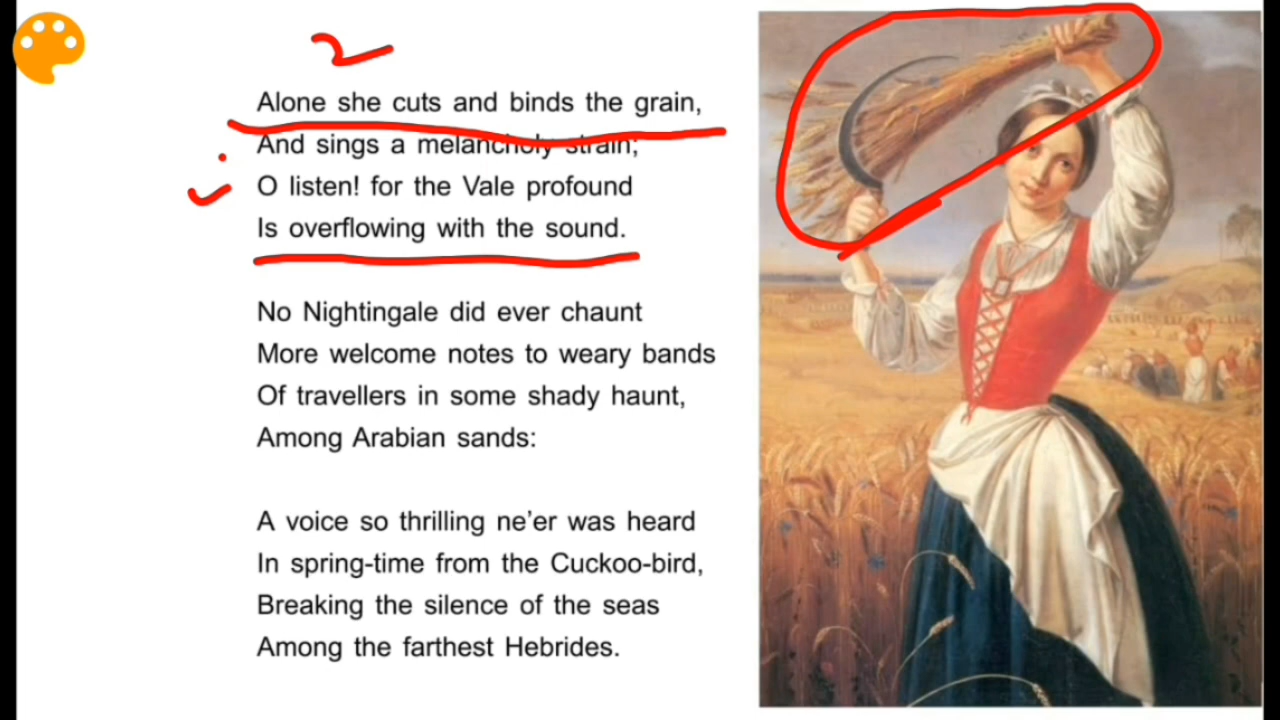 2
Alone she cuts and binds the grain,
And sings a melancholy strain;
O listen! for the Vale profound
Is overflowing with the sound.
No Nightingale did ever chaunt
More welcome notes to weary bands
Of travellers in some shady haunt,
Among Arabian sands:
A voice so thrilling ne’er was heard
In spring-time from the Cuckoo-bird,
Breaking the silence of the seas
Among the farthest Hebrides.